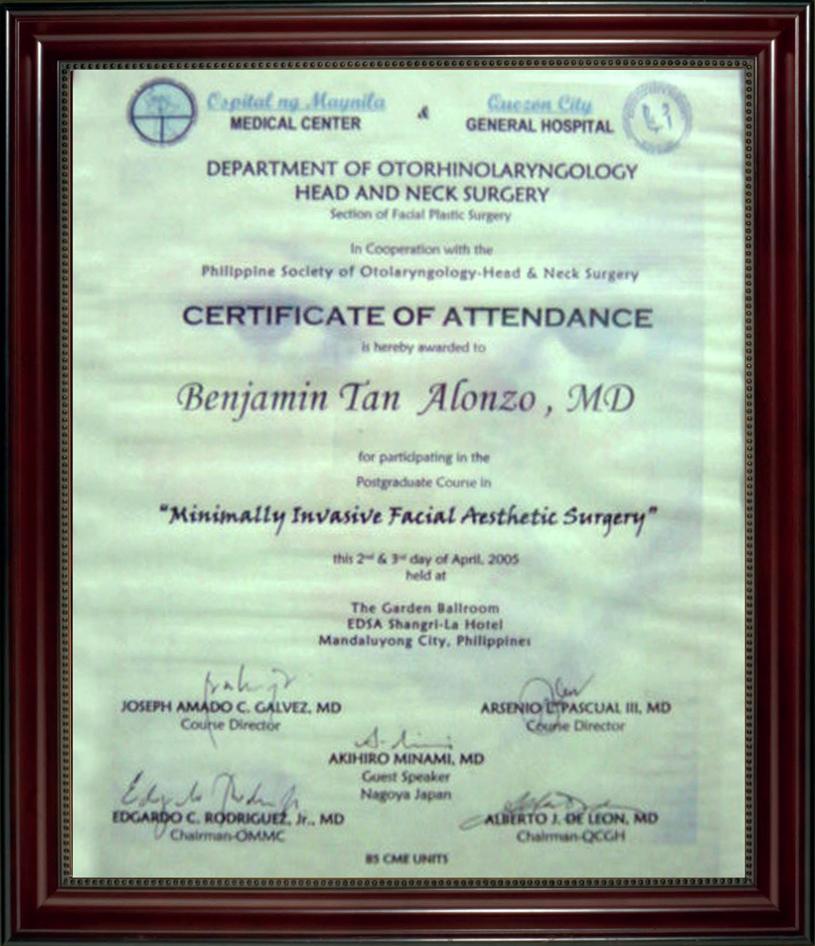 Ospital ng Maynila
MEDICAL CENTER
&
Quezon City
GENERAL HOSPITAL
DEPARTMENT OF OTORHINOLARYNGOLOGY
HEAD AND NECK SURGERY
Section of Facial Plastic Surgery
In Cooperation with the
Philippine Society of Otolaryngology-Head & Neck Surgery
CERTIFICATE OF ATTENDANCE
is hereby awarded to
Benjamin Tan Alonzo, MD
for participating in the
Postgraduate Course in
"Minimally Invasive Facial Aesthetic Surgery"
this 2nd & 3rd day of April, 2005
held at
The Garden Ballroom
EDSA Shangri-La Hotel
Mandaluyong City, Philippines
JOSEPH AMADO C. GALVEZ, MD
Course Director
ARSENIO L. PASCUAL III, MD
Course Director
AKIHIRO MINAMI, MD
Guest Speaker
Nagoya Japan
EDGARDO C. RODRIGUEZ, Jr., MD
Chairman-OMMC
ALBERTO J. DE LEON, MD
Chairman-QCGH
CME UNITS